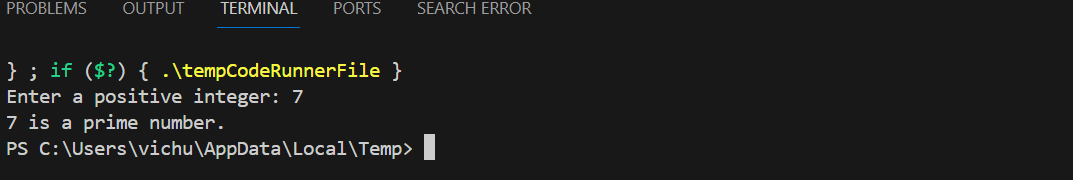 PROBLEMS OUTPUT TERMINAL PORTS SEARCH ERROR
} ; if ($?) { .\tempCodeRunnerFile }
Enter a positive integer: 7
7 is a prime number.
PS C:\Users\vichu\AppData\Local\Temp>